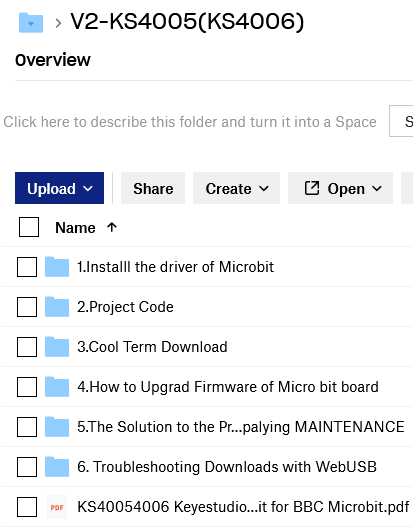 > V2-KS4005(KS4006)
Overview
Click here to describe this folder and turn it into a Space
S
Upload Share Create Open
Name ↑
1.Installl the driver of Microbit
2.Project Code
3.Cool Term Download
4.How to Upgrad Firmware of Micro bit board
5.The Solution to the Pr...palying MAINTENANCE
6. Troubleshooting Downloads with WebUSB
PDF KS40054006 Keyestudio...it for BBC Microbit.pdf